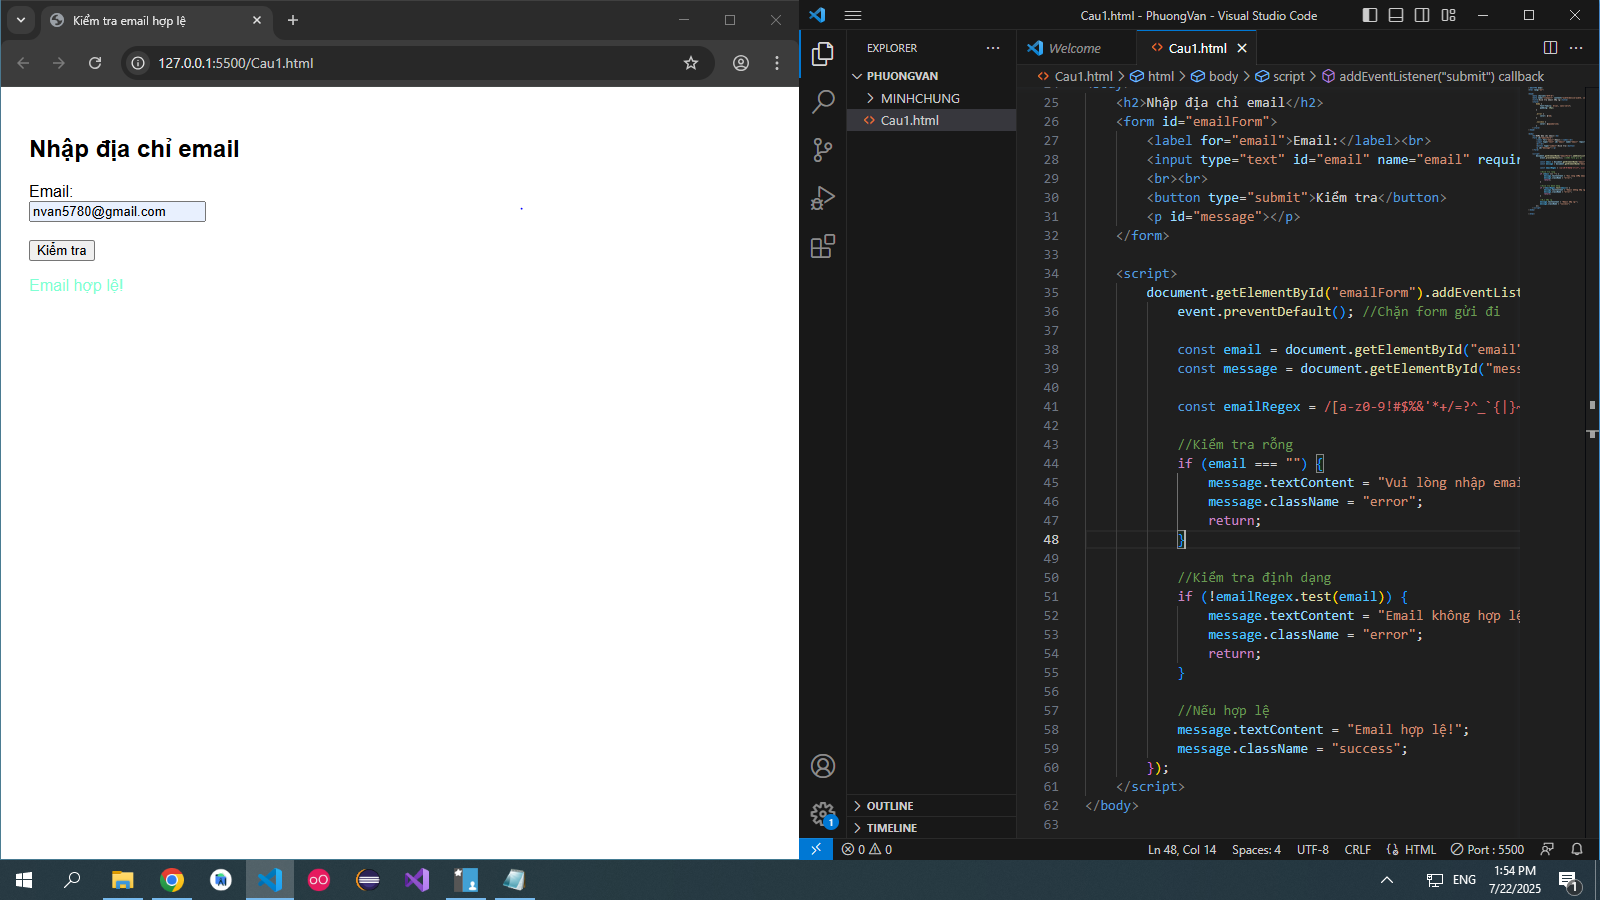 Kiểm tra email hợp lệ
127.0.0.1:5500/Cau1.html
Nhập địa chỉ email
Email:
nvan5780@gmail.com
Kiểm tra
Email hợp lệ!
Cau1.html - PhuongVan - Visual Studio Code
EXPLORER
PHUONGVAN
MINHCHUNG
Cau1.html
OUTLINE
TIMELINE
Welcome
Cau1.html
Cau1.html > html > body > script > addEventListener("submit") callback
25 <h2>Nhập địa chỉ email</h2>
26 <form id="emailForm">
27 <label for="email">Email:</label><br>
28 <input type="text" id="email" name="email" requir
29 <br><br>
30 <button type="submit">Kiểm tra</button>
31 <p id="message"></p>
32 </form>
33
34 <script>
35 document.getElementById("emailForm").addEventList
36 event.preventDefault(); //Chặn form gửi đi
37
38 const email = document.getElementById("email"
39 const message = document.getElementById("mess
40
41 const emailRegex = /[a-z0-9!#$%&'*+/=?^_`{|}~
42
43 //Kiểm tra rỗng
44 if (email === "") {
45 message.textContent = "Vui lòng nhập emai
46 message.className = "error";
47 return;
48 }
49
50 //Kiểm tra định dạng
51 if (!emailRegex.test(email)) {
52 message.textContent = "Email không hợp lệ
53 message.className = "error";
54 return;
55 }
56
57 //Nếu hợp lệ
58 message.textContent = "Email hợp lệ!";
59 message.className = "success";
60 });
61 </script>
62 </body>
63
1
0 0
Ln 48, Col 14 Spaces: 4 UTF-8 CRLF HTML Port : 5500
ENG
1:54 PM
7/22/2025
1